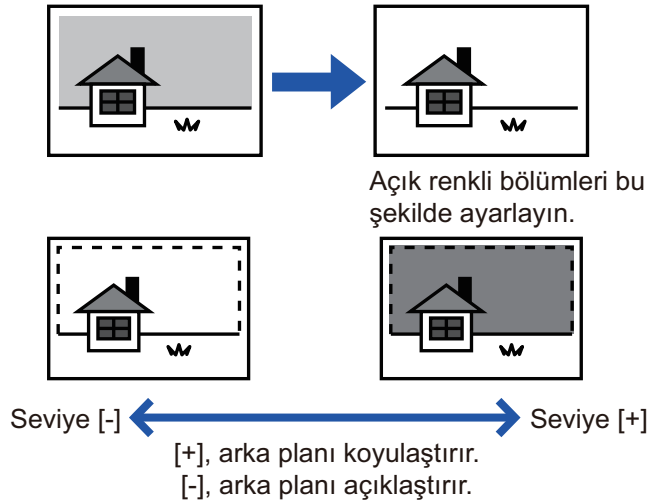 Açık renkli bölümleri bu
şekilde ayarlayın.
Seviye [-]
Seviye [+]
[+], arka planı koyulaştırır.
[-], arka planı açıklaştırır.